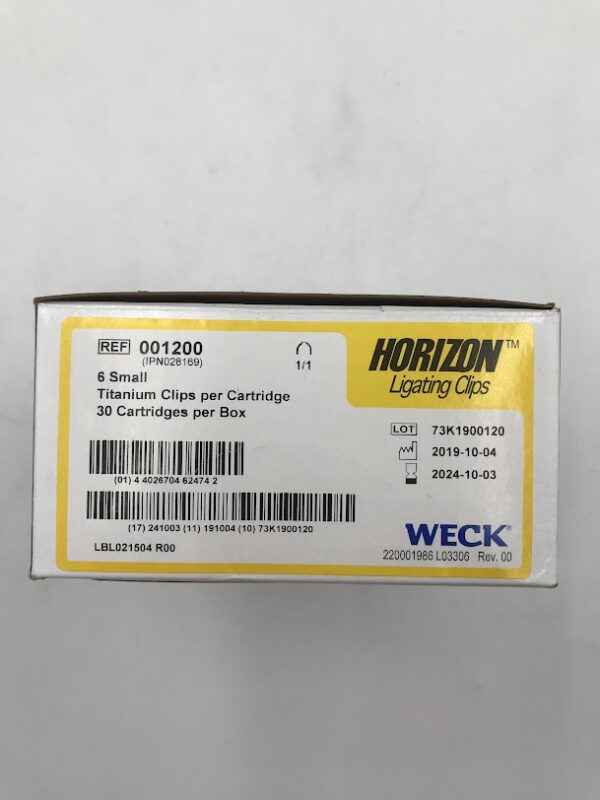 REF 001200
(IPN028169)
1/1
6 Small
Titanium Clips per Cartridge
30 Cartridges per Box
HORIZON™
Ligating Clips
LOT 73K1900120
2019-10-04
2024-10-03
(01) 4 4026704 62474 2
(17) 241003 (11) 191004 (10) 73K1900120
LBL021504 R00
WECK®
220001986 L03306 Rev. 00